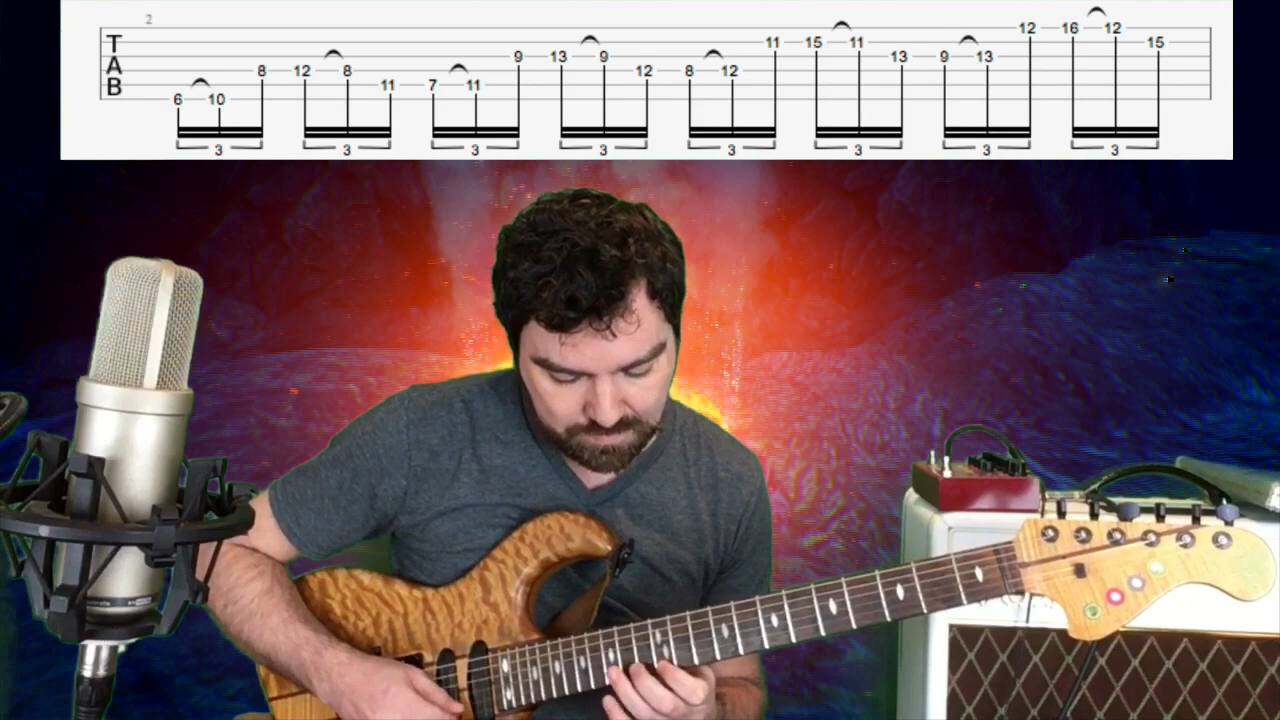 2
12 16 12
T 11 15 11 15
9 13 9 13 9 13
A 8 12 8 12 8 12
B 11 7 11
6 10
3 3 3 3 3 3 3 3